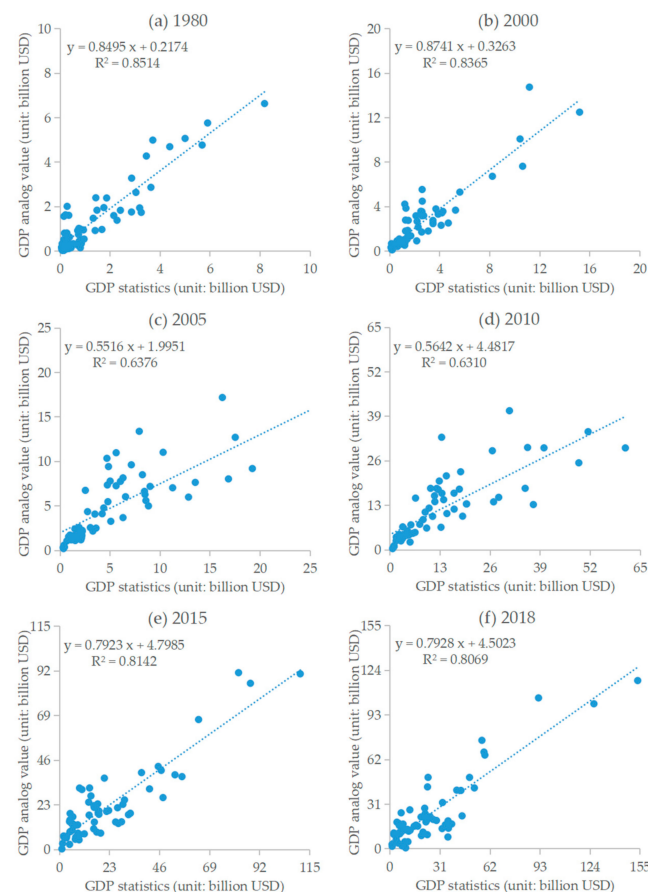 (a) 1980
y = 0.8495 x + 0.2174
R² = 0.8514
GDP analog value (unit: billion USD)
10
8
6
4
2
0
0 2 4 6 8 10
GDP statistics (unit: billion USD)
(b) 2000
y = 0.8741 x + 0.3263
R² = 0.8365
GDP analog value (unit: billion USD)
20
16
12
8
4
0
0 4 8 12 16 20
GDP statistics (unit: billion USD)
(c) 2005
y = 0.5516 x + 1.9951
R² = 0.6376
GDP analog value (unit: billion USD)
25
20
15
10
5
0
0 5 10 15 20 25
GDP statistics (unit: billion USD)
(d) 2010
y = 0.5642 x + 4.4817
R² = 0.6310
GDP analog value (unit: billion USD)
65
52
39
26
13
0
0 13 26 39 52 65
GDP statistics (unit: billion USD)
(e) 2015
y = 0.7923 x + 4.7985
R² = 0.8142
GDP analog value (unit: billion USD)
115
92
69
46
23
0
0 23 46 69 92 115
GDP statistics (unit: billion USD)
(f) 2018
y = 0.7928 x + 4.5023
R² = 0.8069
GDP analog value (unit: billion USD)
155
124
93
62
31
0
0 31 62 93 124 155
GDP statistics (unit: billion USD)